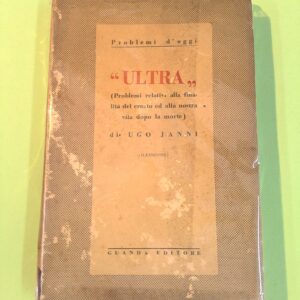 Problemi d'oggi
“ULTRA„
(Problemi relativi alla fina-
lità del creato ed alla nostra
vita dopo la morte)
di UGO JANNI
GUANDA EDITORE